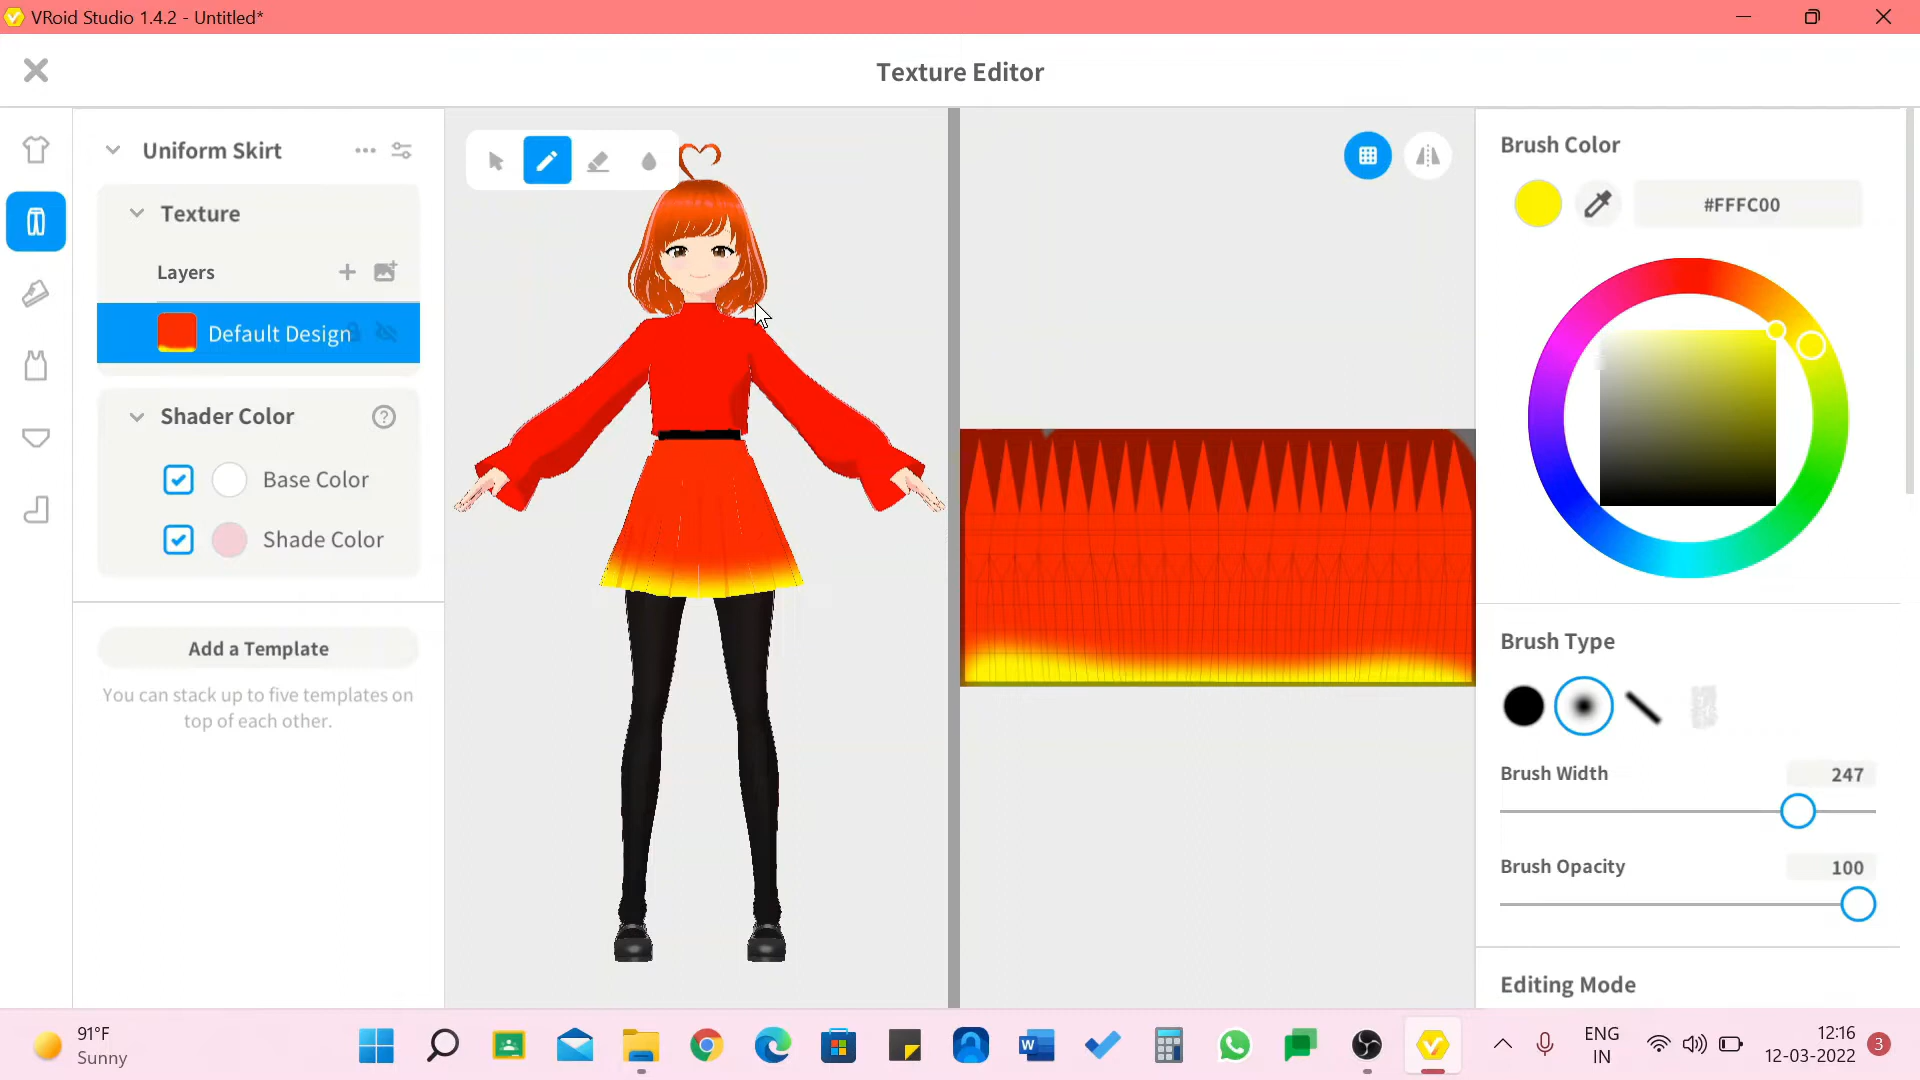 VRoid Studio 1.4.2 - Untitled*
Texture Editor
Uniform Skirt
Texture
Layers
Default Design
Shader Color
Base Color
Shade Color
Add a Template
You can stack up to five templates on
top of each other.
Brush Color
#FFFC00
Brush Type
Brush Width
247
Brush Opacity
100
Editing Mode
91°F
Sunny
W
ENG
IN
12:16
12-03-2022
3